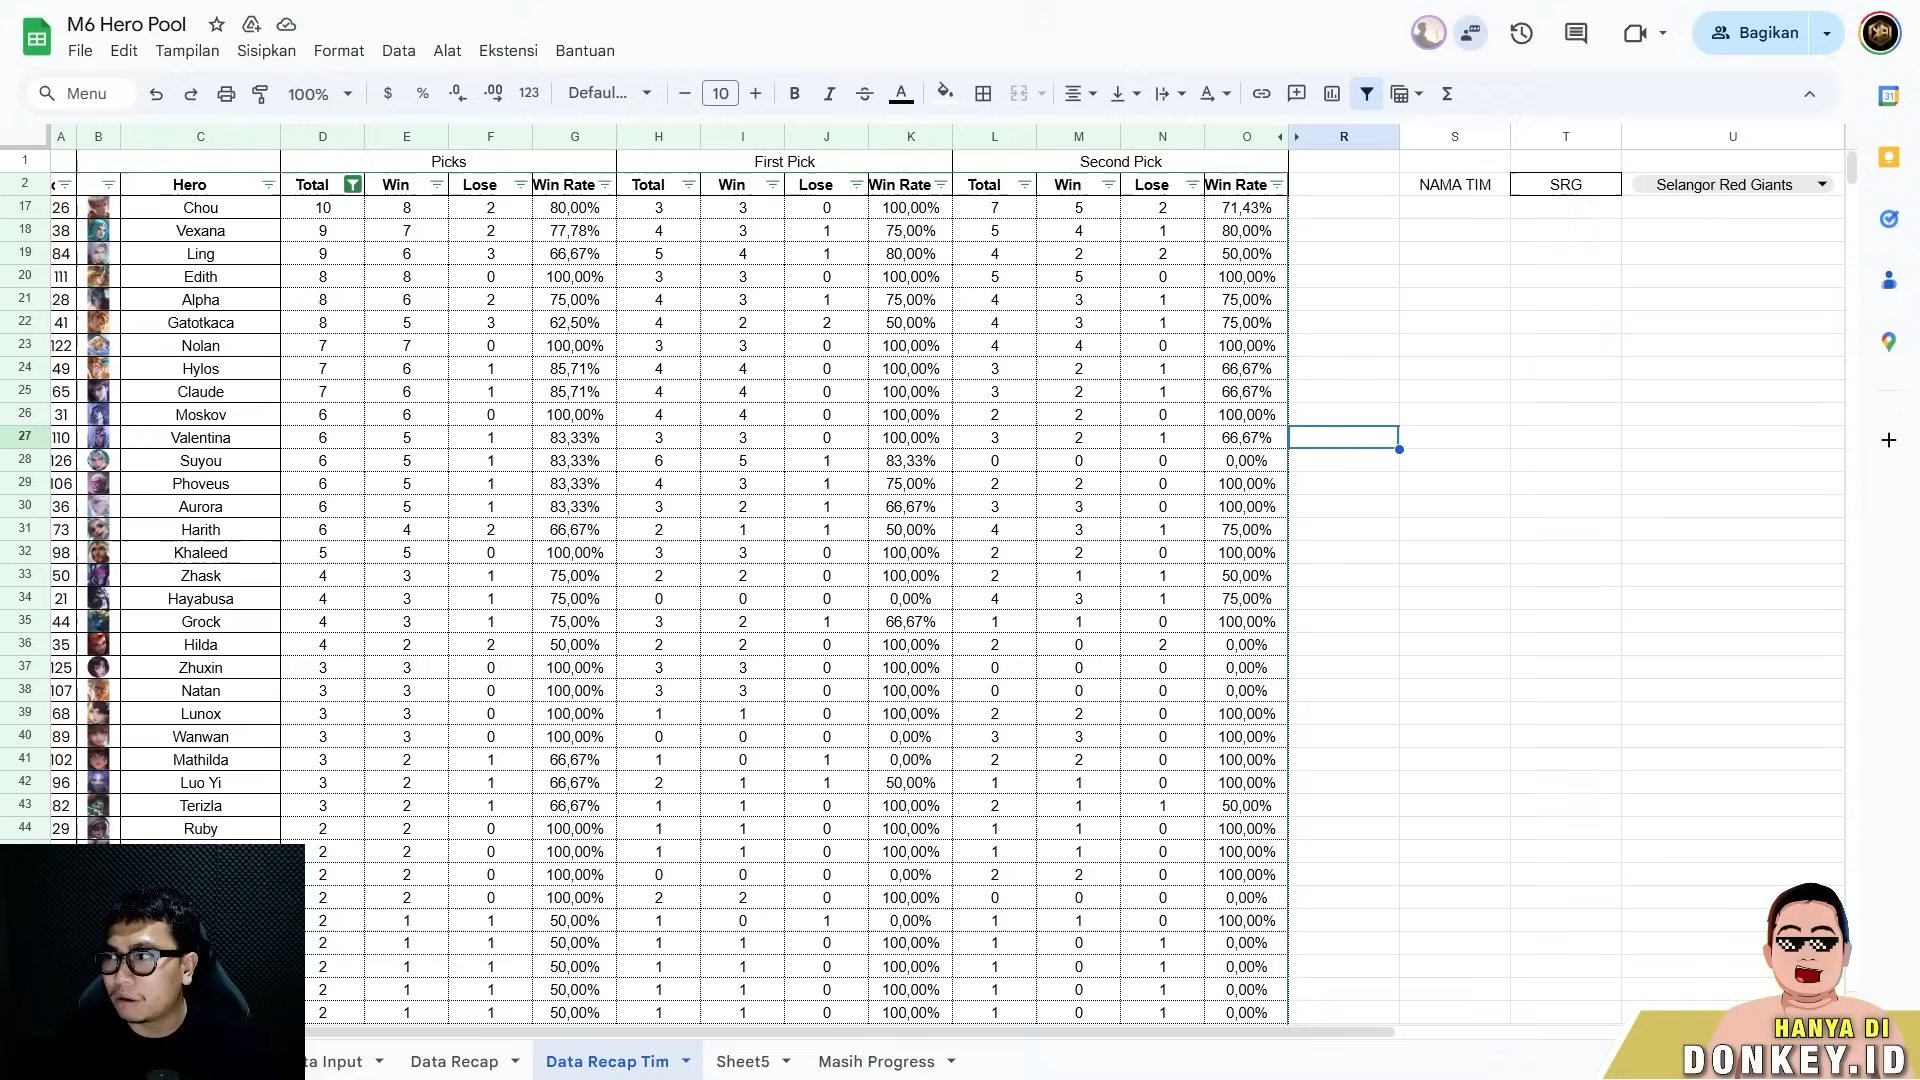 M6 Hero Pool
File Edit Tampilan Sisipkan Format Data Alat Ekstensi Bantuan
Bagikan
Menu 100% $ % .0 .00 123 Defaul... 10 B I A
A B C D E F G H I J K L M N O R S T U
1 Picks First Pick Second Pick
2 Hero Total Win Lose Win Rate Total Win Lose Win Rate Total Win Lose Win Rate NAMA TIM SRG Selangor Red Giants
17 26 Chou 10 8 2 80,00% 3 3 0 100,00% 7 5 2 71,43%
18 38 Vexana 9 7 2 77,78% 4 3 1 75,00% 5 4 1 80,00%
19 84 Ling 9 6 3 66,67% 5 4 1 80,00% 4 2 2 50,00%
20 111 Edith 8 8 0 100,00% 3 3 0 100,00% 5 5 0 100,00%
21 28 Alpha 8 6 2 75,00% 4 3 1 75,00% 4 3 1 75,00%
22 41 Gatotkaca 8 5 3 62,50% 4 2 2 50,00% 4 3 1 75,00%
23 122 Nolan 7 7 0 100,00% 3 3 0 100,00% 4 4 0 100,00%
24 49 Hylos 7 6 1 85,71% 4 4 0 100,00% 3 2 1 66,67%
25 65 Claude 7 6 1 85,71% 4 4 0 100,00% 3 2 1 66,67%
26 31 Moskov 6 6 0 100,00% 4 4 0 100,00% 2 2 0 100,00%
27 110 Valentina 6 5 1 83,33% 3 3 0 100,00% 3 2 1 66,67%
28 126 Suyou 6 5 1 83,33% 6 5 1 83,33% 0 0 0 0,00%
29 106 Phoveus 6 5 1 83,33% 4 3 1 75,00% 2 2 0 100,00%
30 36 Aurora 6 5 1 83,33% 3 2 1 66,67% 3 3 0 100,00%
31 73 Harith 6 4 2 66,67% 2 1 1 50,00% 4 3 1 75,00%
32 98 Khaleed 5 5 0 100,00% 3 3 0 100,00% 2 2 0 100,00%
33 50 Zhask 4 3 1 75,00% 2 2 0 100,00% 2 1 1 50,00%
34 21 Hayabusa 4 3 1 75,00% 0 0 0 0,00% 4 3 1 75,00%
35 44 Grock 4 3 1 75,00% 3 2 1 66,67% 1 1 0 100,00%
36 35 Hilda 4 2 2 50,00% 2 2 0 100,00% 2 0 2 0,00%
37 125 Zhuxin 3 3 0 100,00% 3 3 0 100,00% 0 0 0 0,00%
38 107 Natan 3 3 0 100,00% 3 3 0 100,00% 0 0 0 0,00%
39 68 Lunox 3 3 0 100,00% 1 1 0 100,00% 2 2 0 100,00%
40 89 Wanwan 3 3 0 100,00% 0 0 0 0,00% 3 3 0 100,00%
41 102 Mathilda 3 2 1 66,67% 1 0 1 0,00% 2 2 0 100,00%
42 96 Luo Yi 3 2 1 66,67% 2 1 1 50,00% 1 1 0 100,00%
43 82 Terizla 3 2 1 66,67% 1 1 0 100,00% 2 1 1 50,00%
44 29 Ruby 2 2 0 100,00% 1 1 0 100,00% 1 1 0 100,00%
2 2 0 100,00% 1 1 0 100,00% 1 1 0 100,00%
2 2 0 100,00% 0 0 0 0,00% 2 2 0 100,00%
2 2 0 100,00% 2 2 0 100,00% 0 0 0 0,00%
2 1 1 50,00% 1 0 1 0,00% 1 1 0 100,00%
2 1 1 50,00% 1 1 0 100,00% 1 0 1 0,00%
2 1 1 50,00% 1 1 0 100,00% 1 0 1 0,00%
2 1 1 50,00% 1 1 0 100,00% 1 0 1 0,00%
2 1 1 50,00% 1 1 0 100,00% 1 0 1 0,00%
ta Input Data Recap Data Recap Tim Sheet5 Masih Progress
HANYA DI
DONKEY.ID